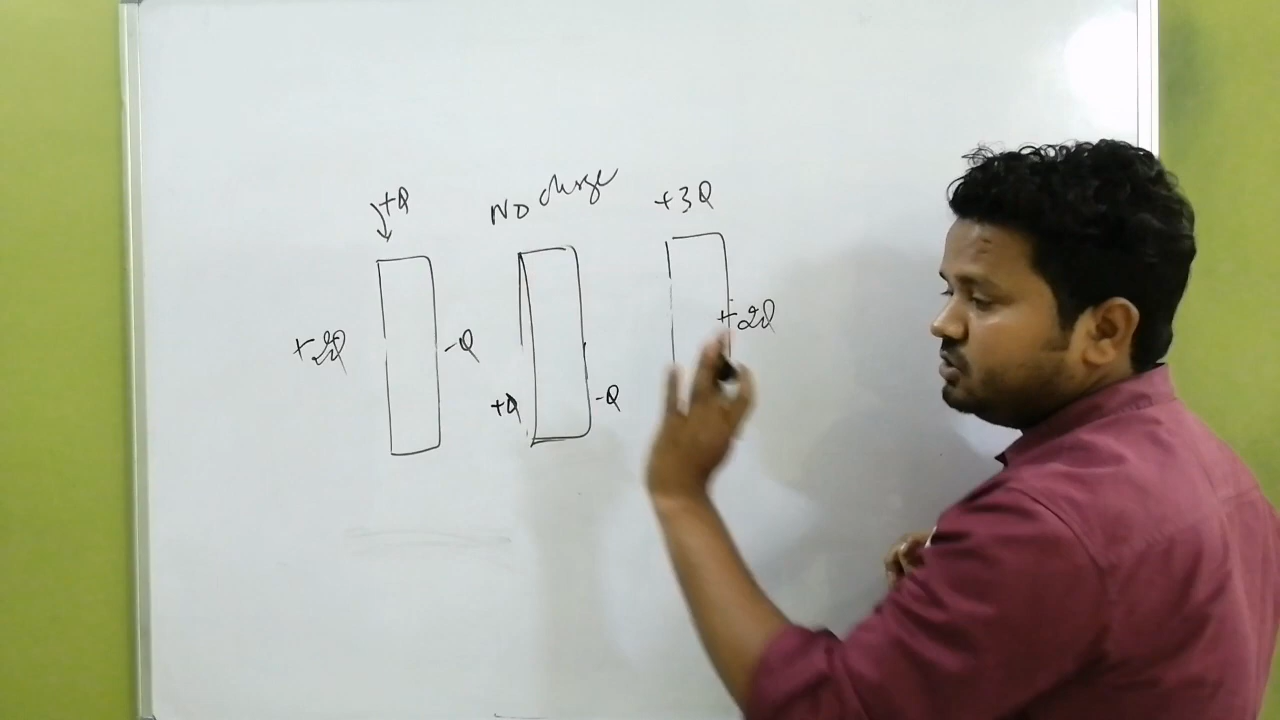 +Q
No charge
+3Q
+2Q
-Q
+2Q
+Q
-Q